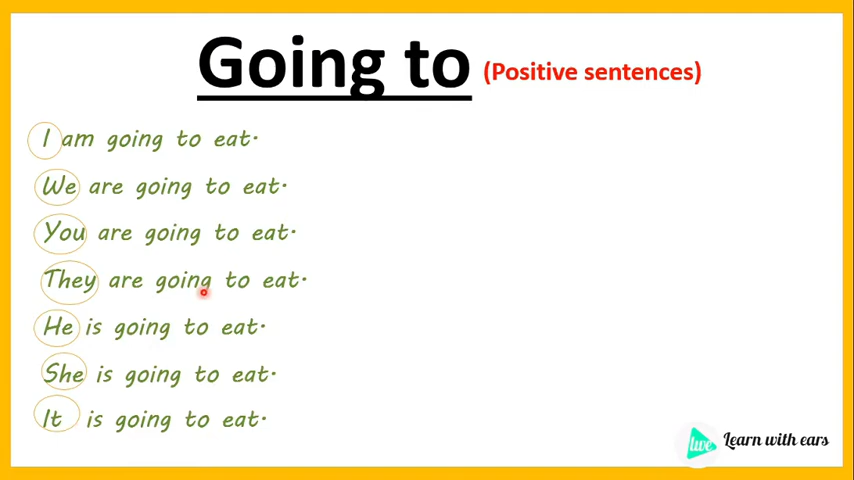 Going to (Positive sentences)
I am going to eat.
We are going to eat.
You are going to eat.
They are going to eat.
He is going to eat.
She is going to eat.
It is going to eat.
live Learn with ears